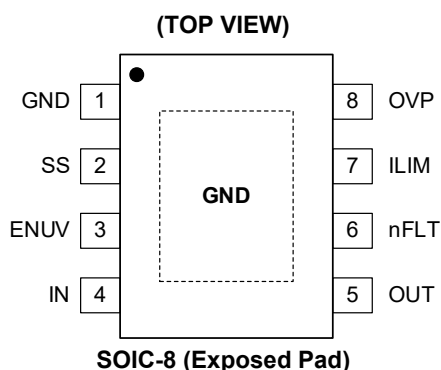 (TOP VIEW)
GND 1 8 OVP
SS 2 7 ILIM
GND
ENUV 3 6 nFLT
IN 4 5 OUT
SOIC-8 (Exposed Pad)